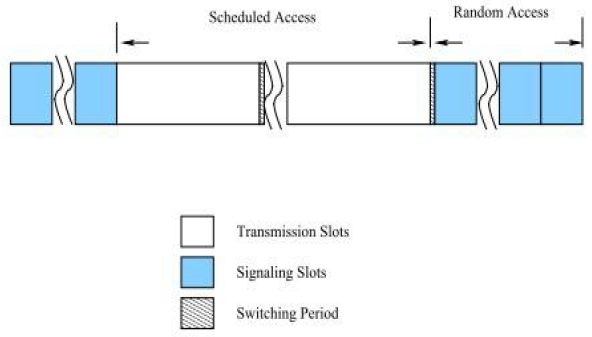 Scheduled Access
Random Access
Transmission Slots
Signaling Slots
Switching Period